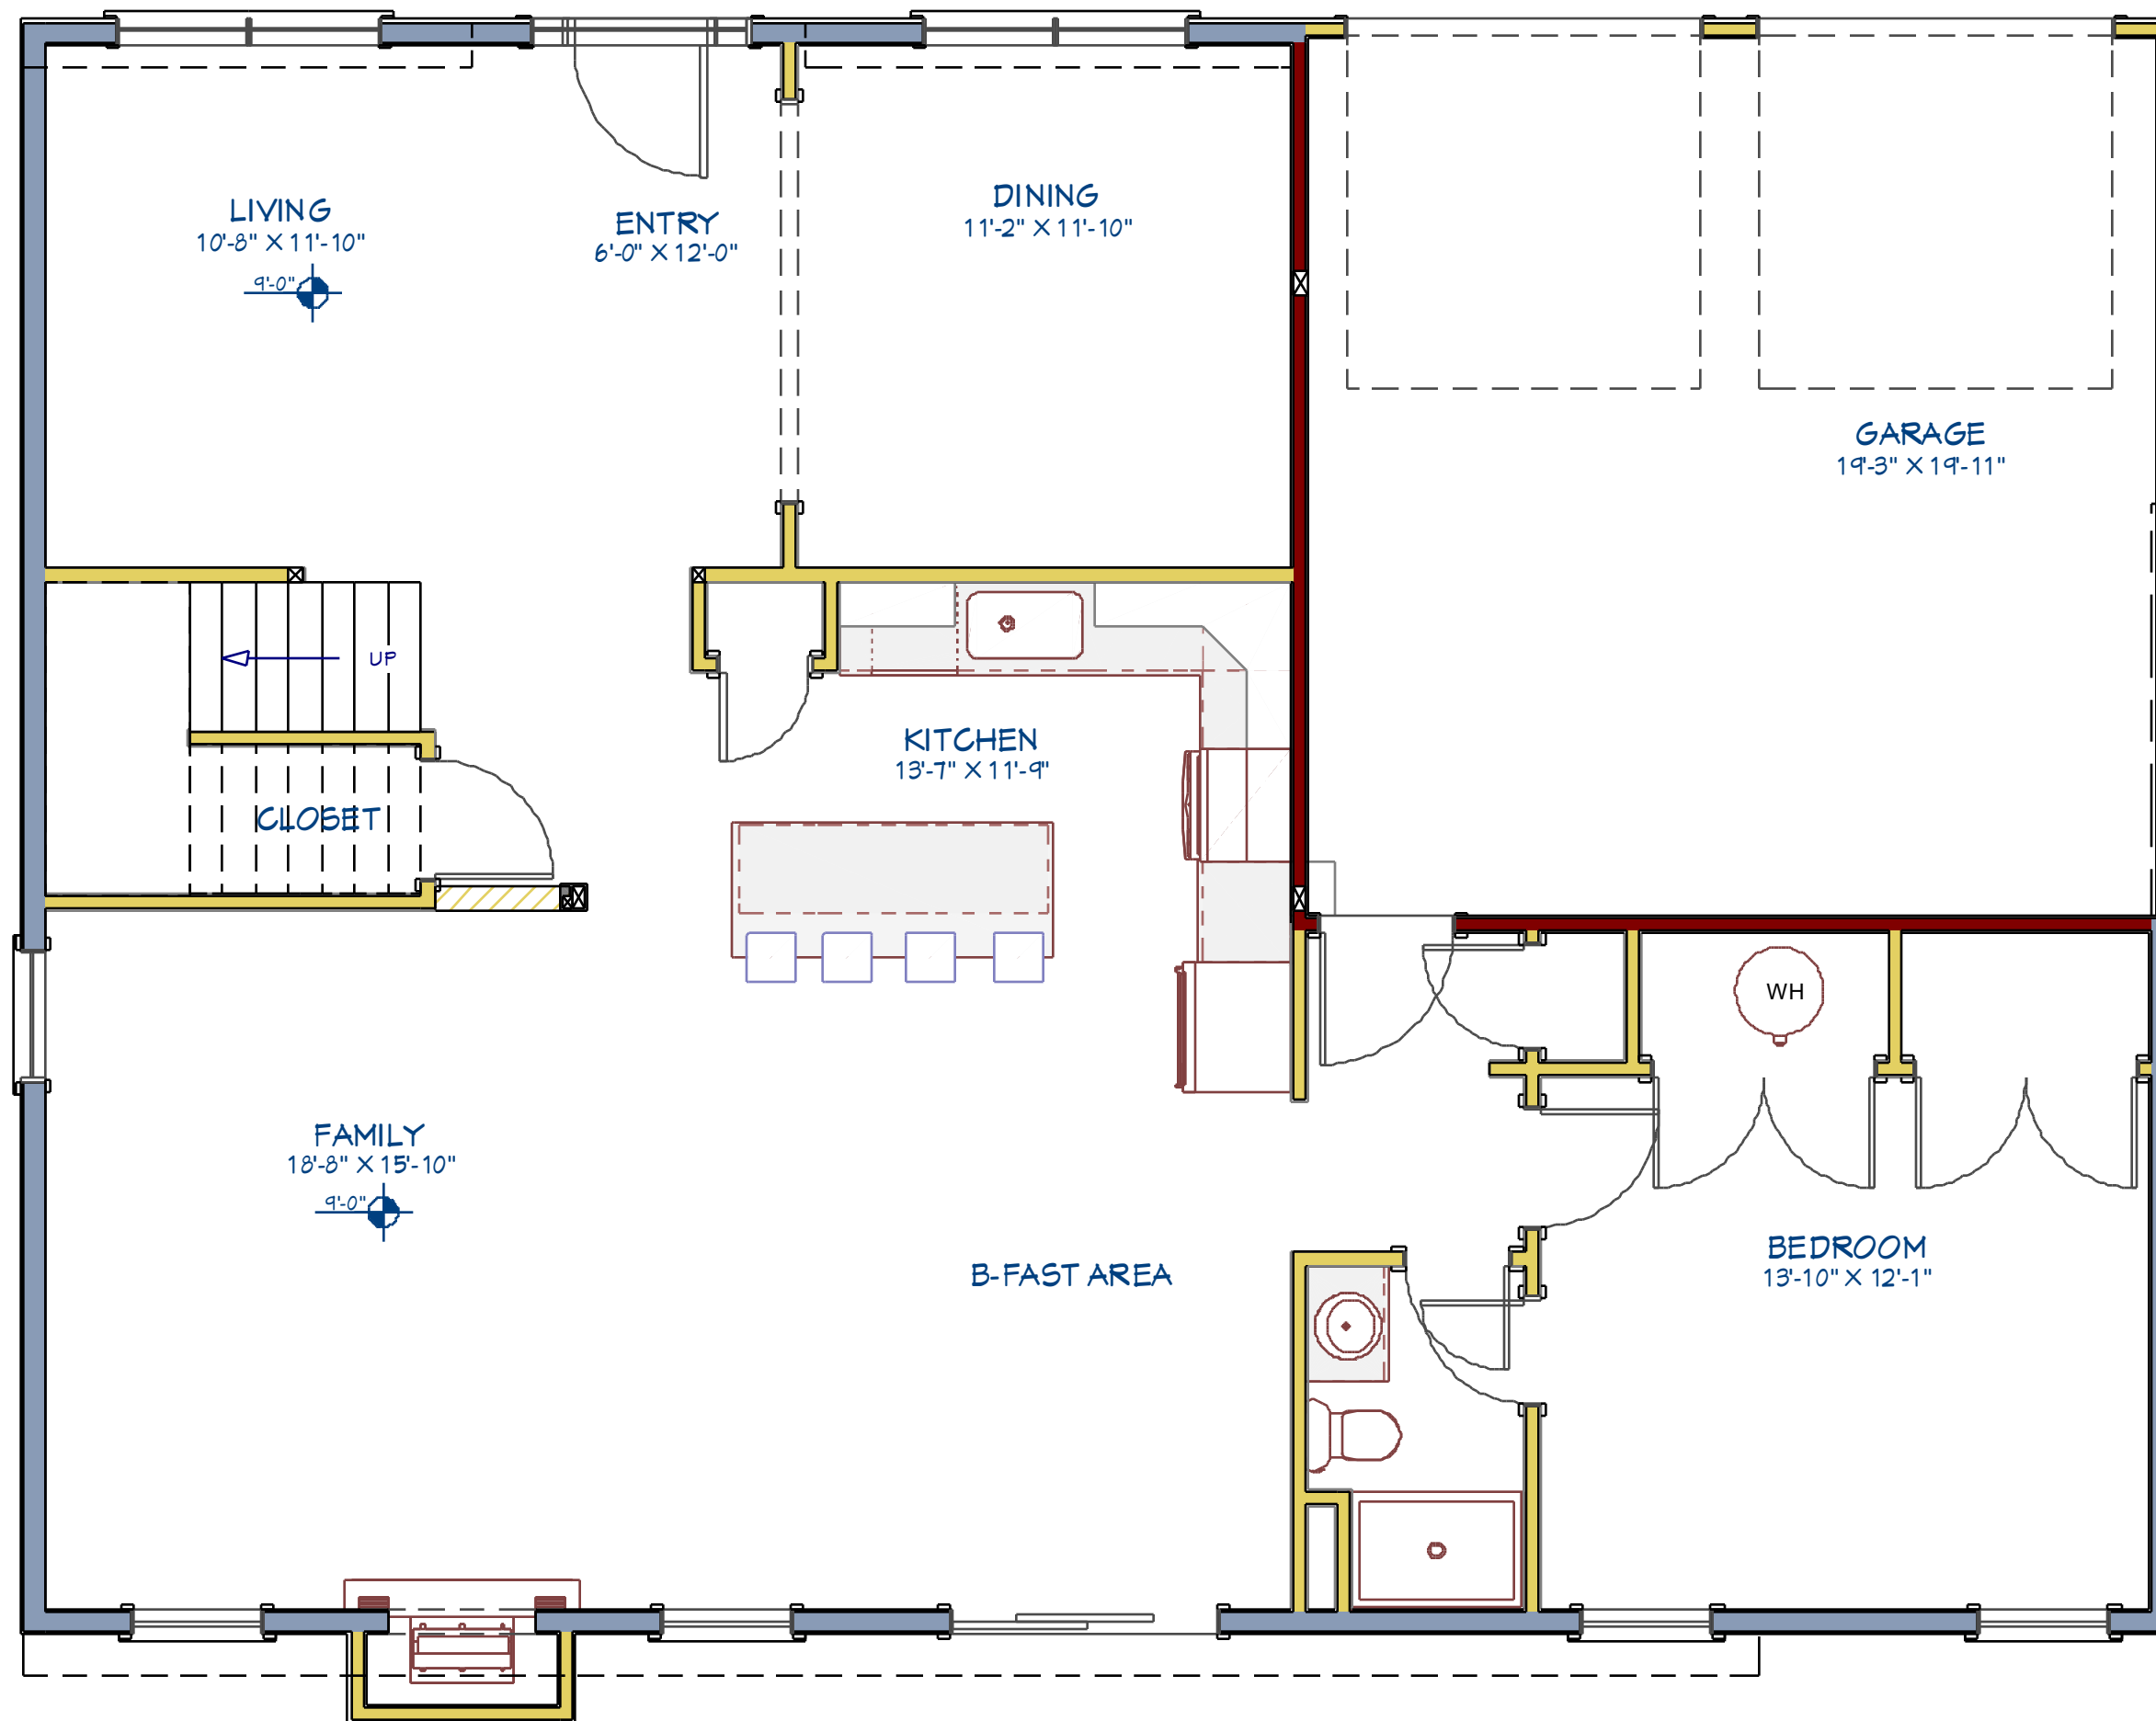 LIVING
10'-8" X 11'-10"
9'-0"
ENTRY
6'-0" X 12'-0"
DINING
11'-2" X 11'-10"
GARAGE
19'-3" X 19'-11"
UP
CLOSET
KITCHEN
13'-7" X 11'-9"
WH
FAMILY
18'-8" X 15'-10"
9'-0"
B-FAST AREA
BEDROOM
13'-10" X 12'-1"